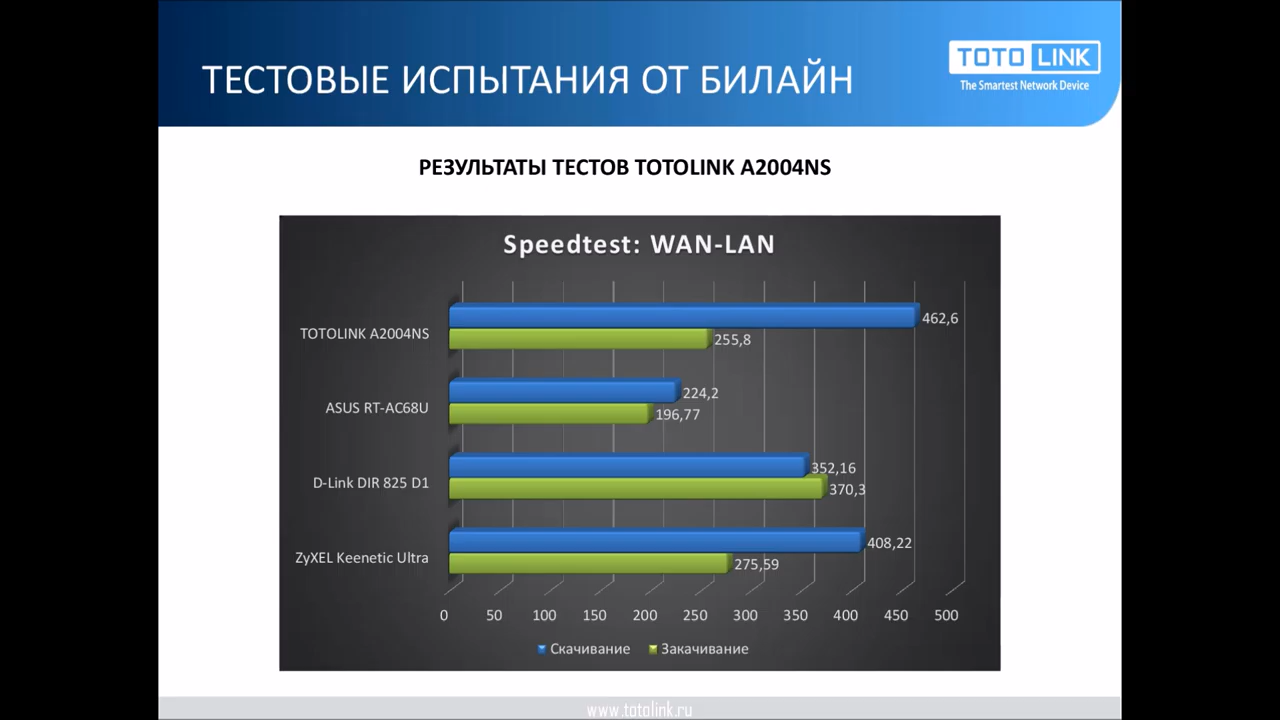 ТЕСТОВЫЕ ИСПЫТАНИЯ ОТ БИЛАЙН
TOTO LINK
The Smartest Network Device
РЕЗУЛЬТАТЫ ТЕСТОВ TOTOLINK A2004NS
Speedtest: WAN-LAN
TOTOLINK A2004NS
462,6
255,8
ASUS RT-AC68U
224,2
196,77
D-Link DIR 825 D1
352,16
370,3
ZyXEL Keenetic Ultra
408,22
275,59
0 50 100 150 200 250 300 350 400 450 500
Скачивание Закачивание
www.totolink.ru